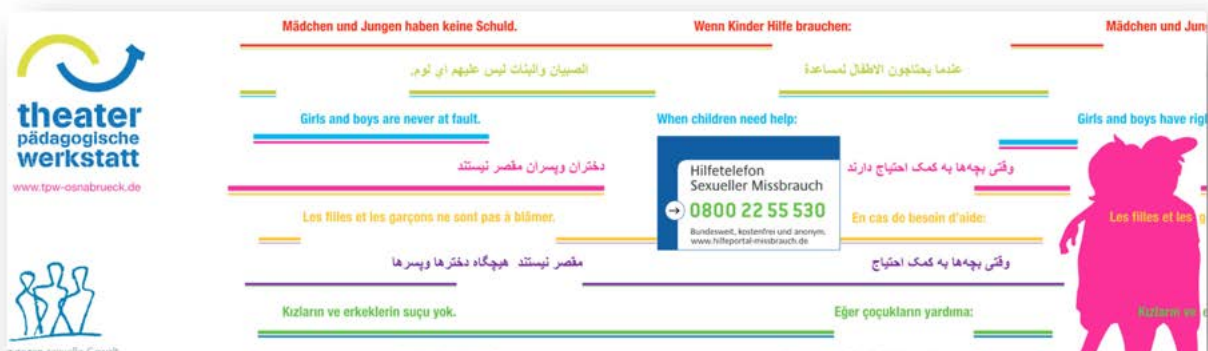 theater
pädagogische
werkstatt
www.tpw-osnabrueck.de
Mädchen und Jungen haben keine Schuld.
Wenn Kinder Hilfe brauchen:
Mädchen und Jun
الصبيان والبنات ليس عليهم اي لوم.
عندما يحتاجون الاطفال لمساعدة
Girls and boys are never at fault.
When children need help:
Girls and boys have rig
دختران وپسران مقصر نیستند
وقتی بچه‌ها به کمک احتیاج دارند
Hilfetelefon
Sexueller Missbrauch
0800 22 55 530
Bundesweit, kostenfrei und anonym.
www.hilfeportal-missbrauch.de
Les filles et les garçons ne sont pas à blâmer.
En cas de besoin d'aide:
Les filles et les g
مقصر نیستند هیچگاه دخترها وپسرها
وقتی بچه‌ها به کمک احتیاج
Kızların ve erkeklerin suçu yok.
Eğer çocukların yardıma:
Kızların ve e